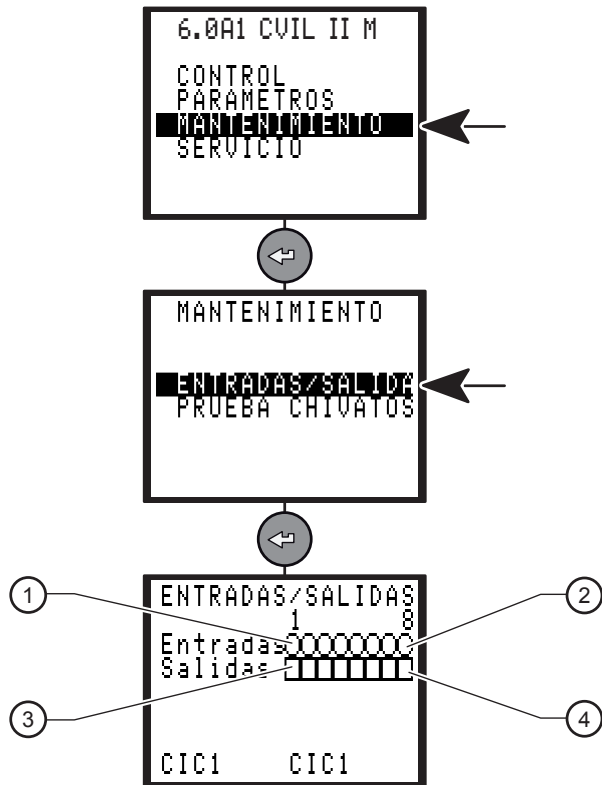 6.0A1 CVIL II M
CONTROL
PARAMETROS
MANTENIMIENTO
SERVICIO
MANTENIMIENTO
ENTRADAS/SALIDA
PRUEBA CHIVATOS
ENTRADAS/SALIDAS
1 8
Entradas
Salidas
1
2
3
4
CIC1 CIC1